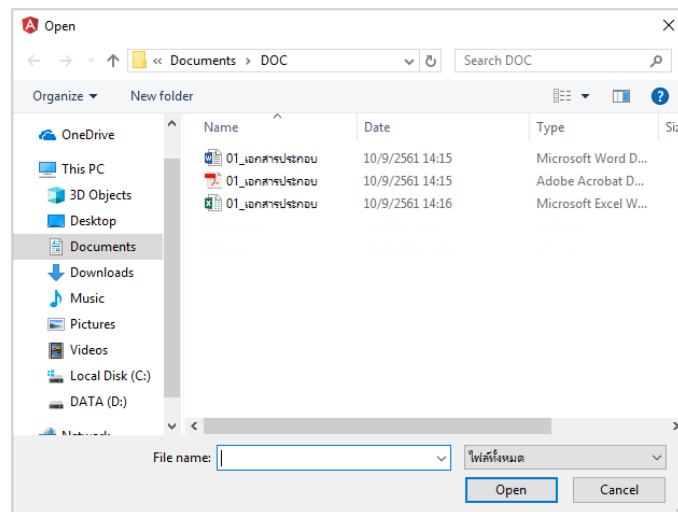 Open
« Documents › DOC
Search DOC
Organize
New folder
Name
Date
Type
Siz
OneDrive
This PC
3D Objects
Desktop
Documents
Downloads
Music
Pictures
Videos
Local Disk (C:)
DATA (D:)
Network
01_เอกสารประกอบ 10/9/2561 14:15 Microsoft Word D...
01_เอกสารประกอบ 10/9/2561 14:15 Adobe Acrobat D...
01_เอกสารประกอบ 10/9/2561 14:16 Microsoft Excel W...
File name:
ไฟล์ทั้งหมด
Open
Cancel